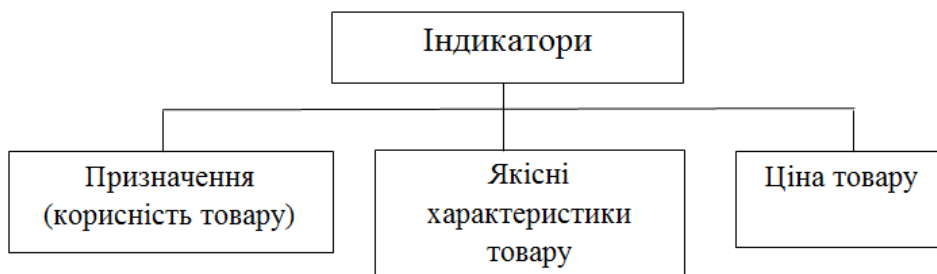 Індикатори
Призначення
(корисність товару)
Якісні
характеристики
товару
Ціна товару